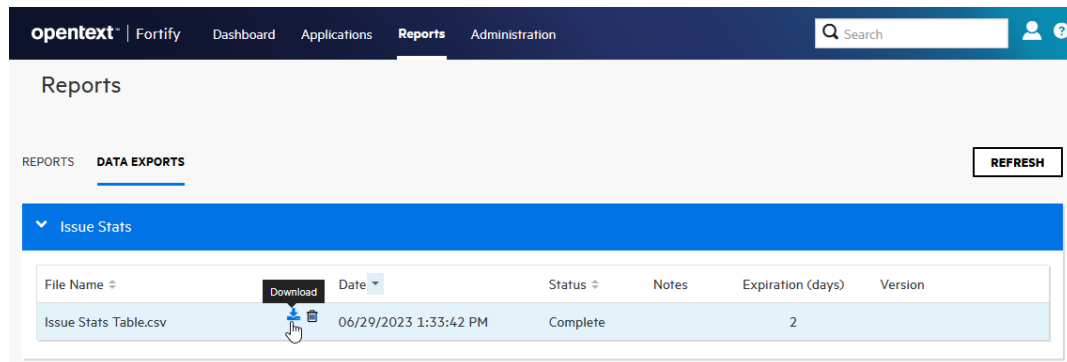 opentext™ | Fortify Dashboard Applications Reports Administration Search
Reports
REPORTS DATA EXPORTS REFRESH
Issue Stats
File Name Date Status Notes Expiration (days) Version
Download
Issue Stats Table.csv 06/29/2023 1:33:42 PM Complete 2